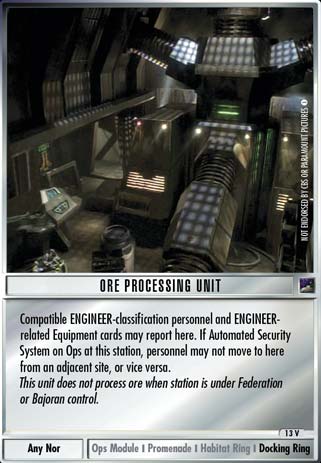 NOT ENDORSED BY CBS OR PARAMOUNT PICTURES
ORE PROCESSING UNIT
Compatible ENGINEER-classification personnel and ENGINEER-
related Equipment cards may report here. If Automated Security
System on Ops at this station, personnel may not move to here
from an adjacent site, or vice versa.
This unit does not process ore when station is under Federation
or Bajoran control.
13 V
Any Nor
Ops Module I Promenade I Habitat Ring I Docking Ring